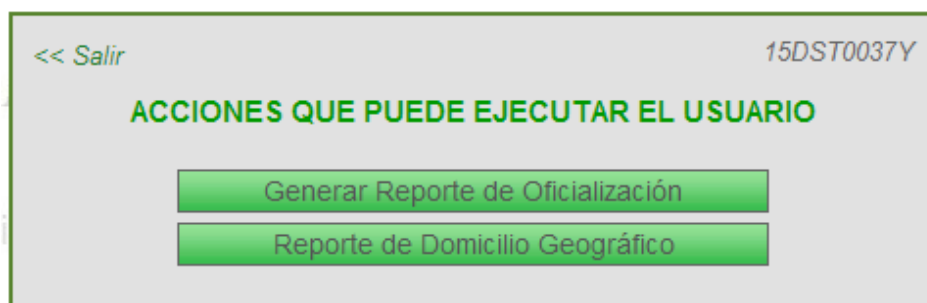 << Salir
15DST0037Y
ACCIONES QUE PUEDE EJECUTAR EL USUARIO
Generar Reporte de Oficialización
Reporte de Domicilio Geográfico